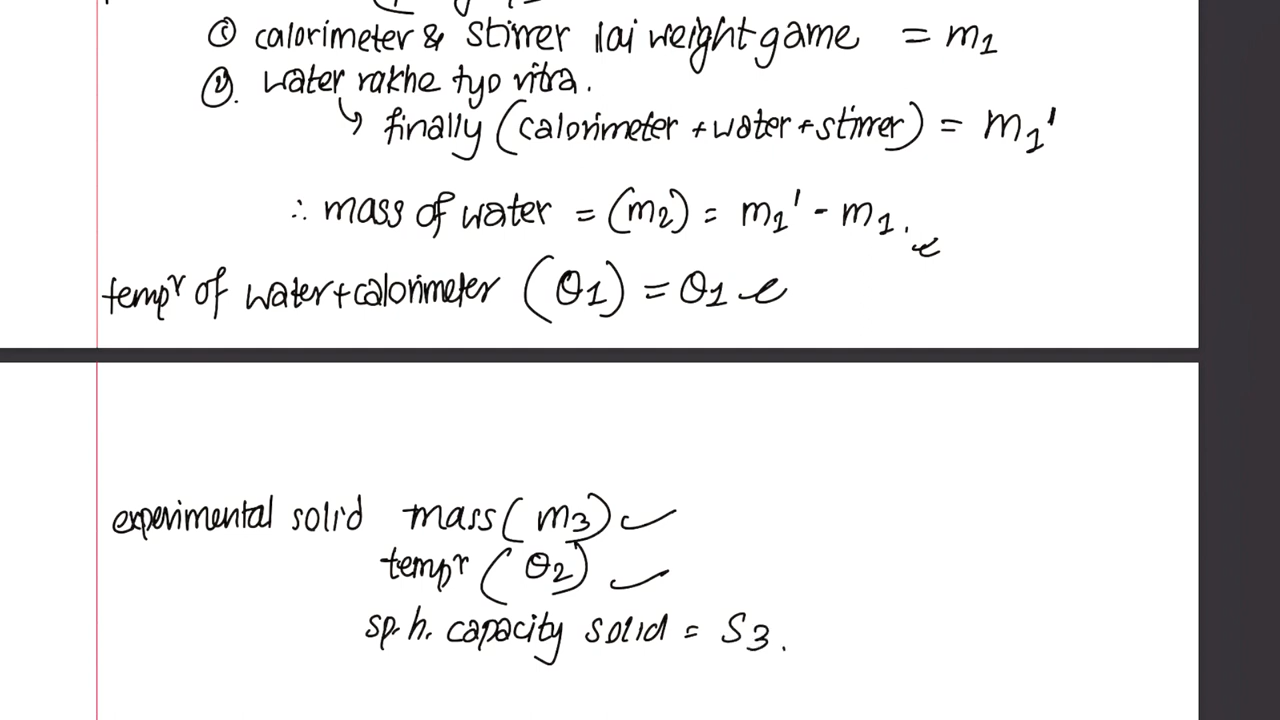 ① calorimeter & stirrer lai weight game = m₁
②. water rakhe tyo vitra.
↳ finally (calorimeter + water + stirrer) = m₁'
∴ mass of water = (m₂) = m₁' - m₁.
tempʳ of water+calorimeter (θ₁) = θ₁
experimental solid mass (m₃) ✓
tempʳ (θ₂) ✓
sp. h. capacity solid = S₃.